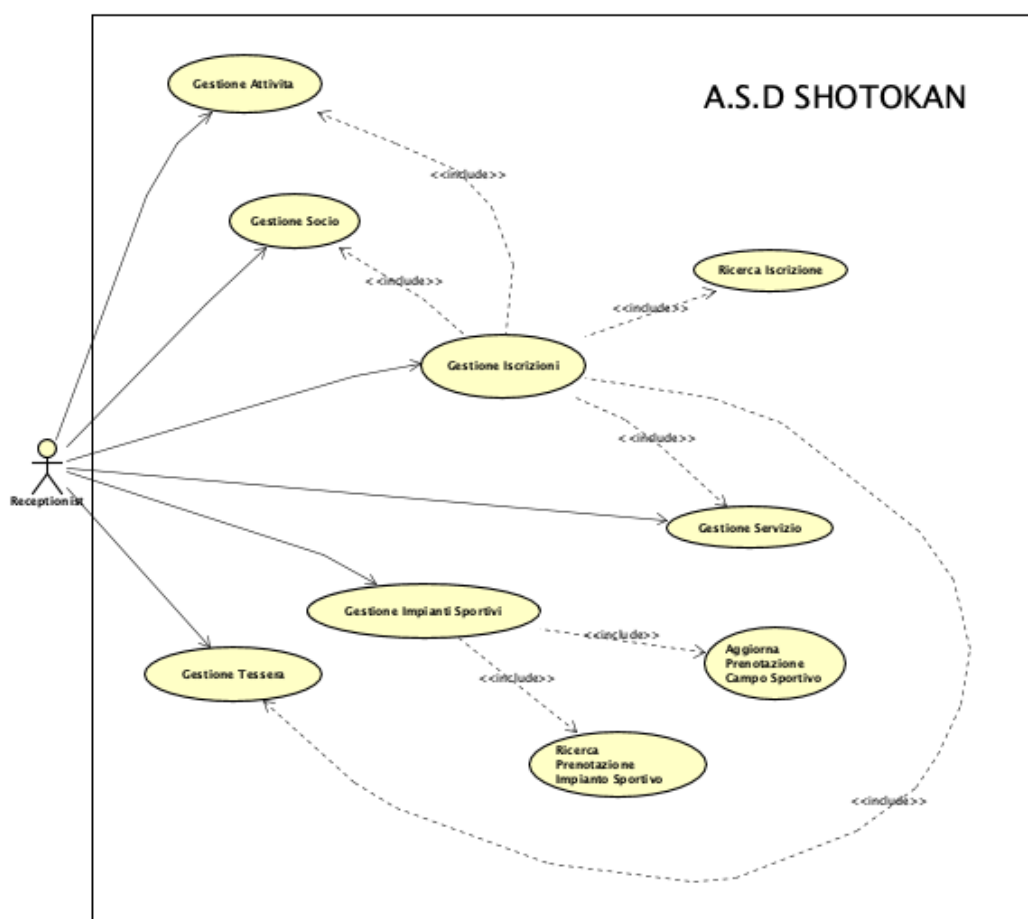 Gestione Attivita
A.S.D SHOTOKAN
<<include>>
Gestione Socio
Ricerca Iscrizione
<<include>>
<<include>>
Gestione Iscrizioni
< <include>>
Receptionist
Gestione Servizio
Gestione Impianti Sportivi
<<include>>
Aggiorna
Prenotazione
Campo Sportivo
Gestione Tessera
<<include>>
Ricerca
Prenotazione
Impianto Sportivo
<<include>>